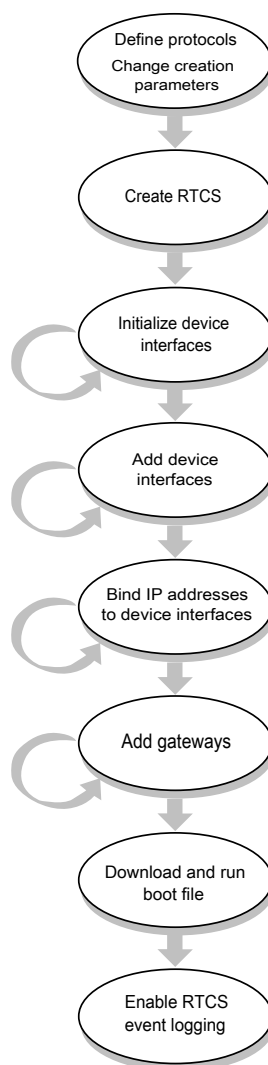 Define protocols
Change creation
parameters
Create RTCS
Initialize device
interfaces
Add device
interfaces
Bind IP addresses
to device interfaces
Add gateways
Download and run
boot file
Enable RTCS
event logging